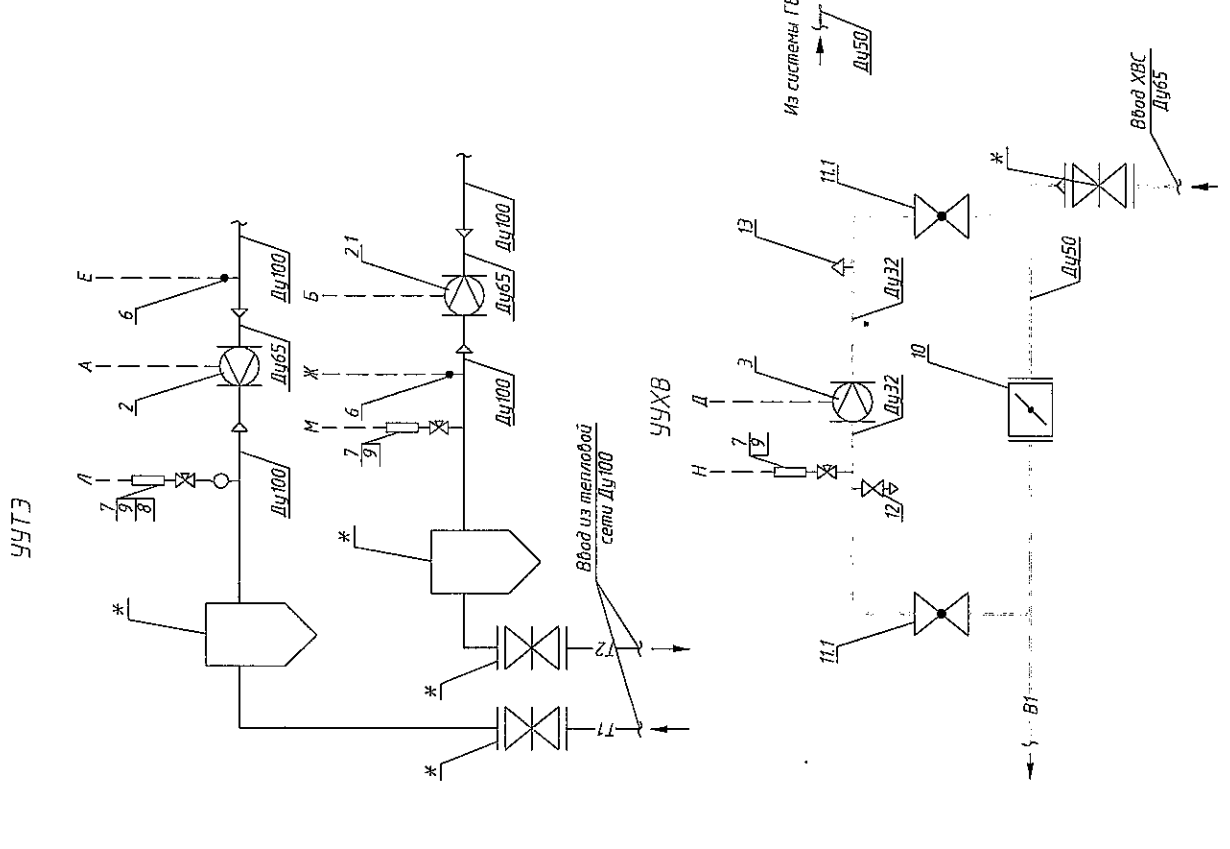 УУТЭ
Л
7
9
8
*
Ду100
А
2
Ду65
Е
6
Ду100
М
7
9
*
Ж
6
Ду100
Б
2.1
Ду65
Ду100
*
*
Т1
Т2
Ввод из тепловой
сети Ду100
УУХВ
Н
7
9
12
Д
3
Ду32
Ду32
13
11.1
11.1
10
Ду50
*
Ввод ХВС
Ду65
В1
Из системы
Ду50